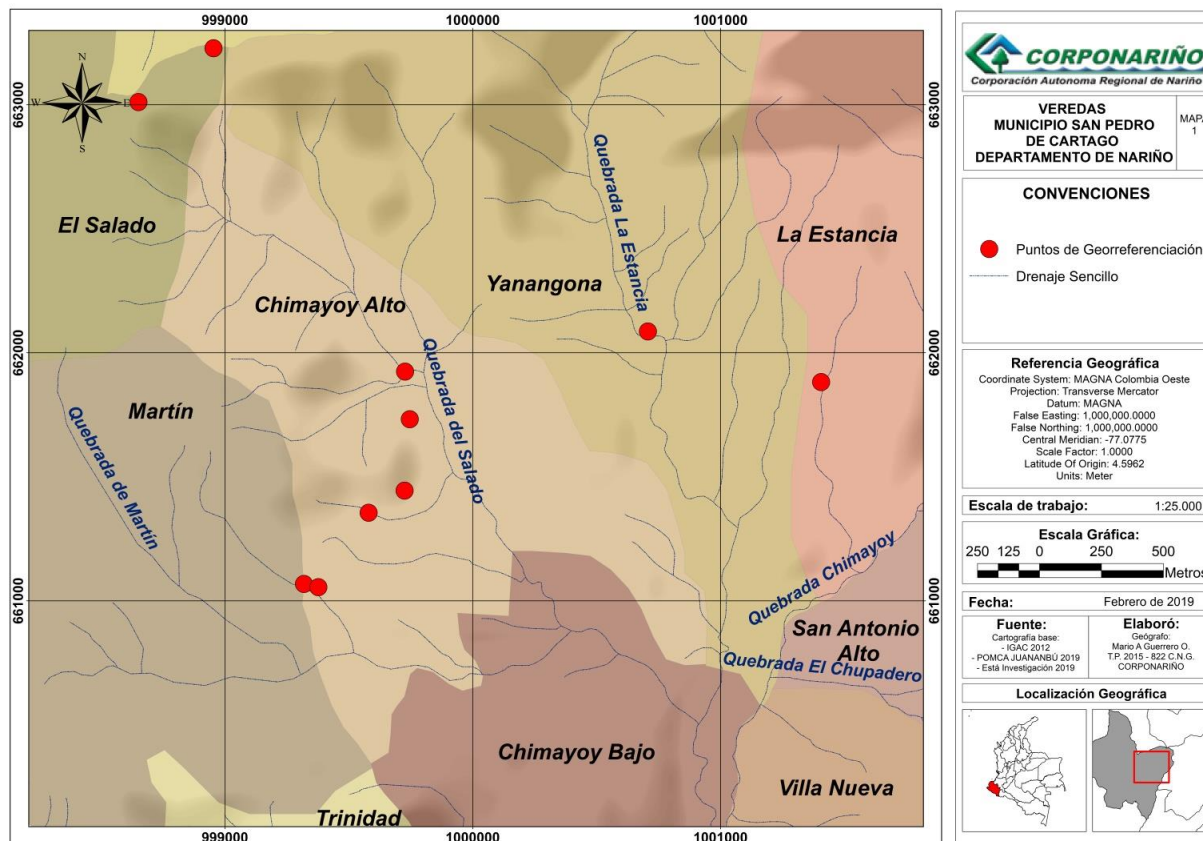 999000
1000000
1001000
663000
663000
N
W
E
S
Quebrada La Estancia
El Salado
La Estancia
Yanangona
Chimayoy Alto
662000
662000
Quebrada del Salado
Martín
Quebrada de Martín
661000
661000
Quebrada Chimayoy
San Antonio
Alto
Quebrada El Chupadero
Chimayoy Bajo
Villa Nueva
Trinidad
999000
1000000
1001000
CORPONARIÑO
Corporación Autonoma Regional de Nariño
VEREDAS
MUNICIPIO SAN PEDRO
DE CARTAGO
DEPARTAMENTO DE NARIÑO
MAPA
1
CONVENCIONES
Puntos de Georreferenciación
Drenaje Sencillo
Referencia Geográfica
Coordinate System: MAGNA Colombia Oeste
Projection: Transverse Mercator
Datum: MAGNA
False Easting: 1,000,000.0000
False Northing: 1,000,000.0000
Central Meridian: -77.0775
Scale Factor: 1.0000
Latitude Of Origin: 4.5962
Units: Meter
Escala de trabajo: 1:25.000
Escala Gráfica:
250 125 0 250 500
Metros
Fecha: Febrero de 2019
Fuente:
Cartografía base:
- IGAC 2012
- POMCA JUANANBÚ 2019
- Está Investigación 2019
Elaboró:
Geógrafo:
Mario A Guerrero O.
T.P. 2015 - 822 C.N.G.
CORPONARIÑO
Localización Geográfica